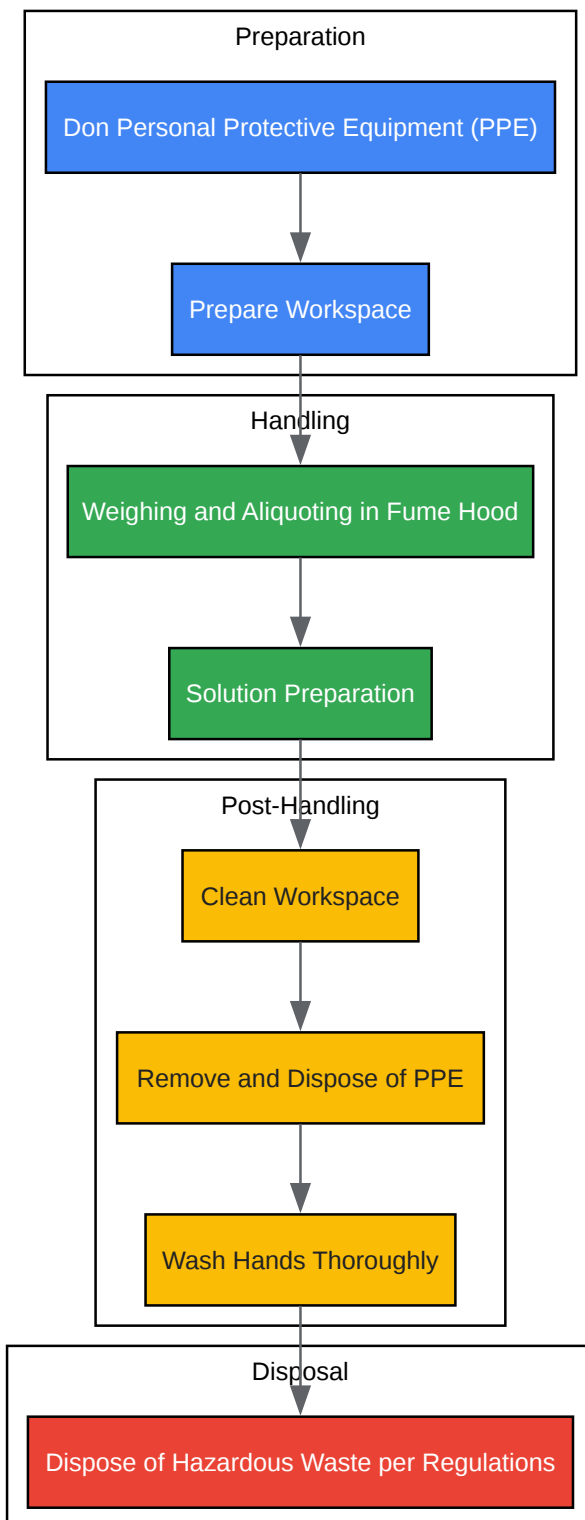 Preparation
Don Personal Protective Equipment (PPE)
Prepare Workspace
Handling
Weighing and Aliquoting in Fume Hood
Solution Preparation
Post-Handling
Clean Workspace
Remove and Dispose of PPE
Wash Hands Thoroughly
Disposal
Dispose of Hazardous Waste per Regulations